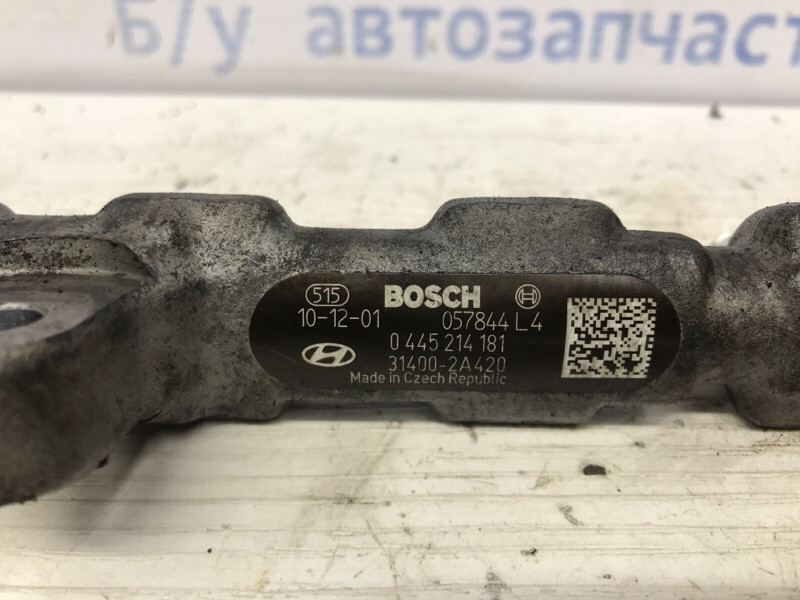 Б/у автозапчаст
515 BOSCH
10-12-01 057844 L4
0 445 214 181
31400-2A420
Made in Czech Republic